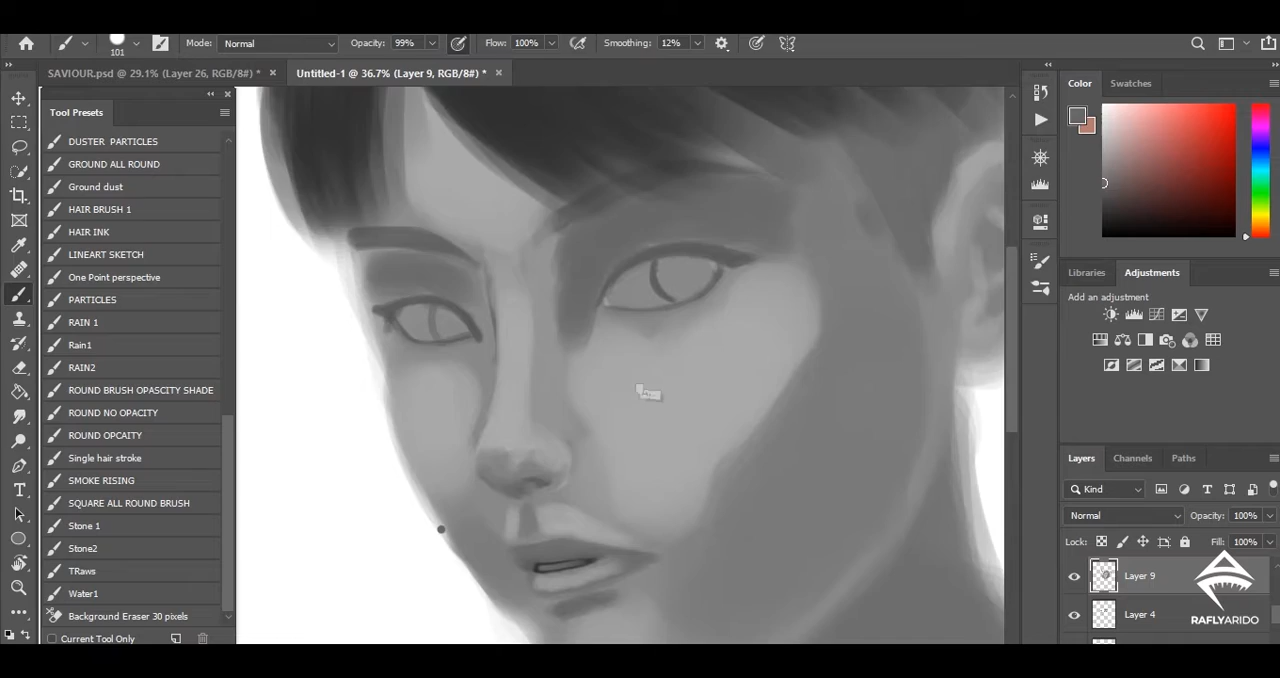 Mode: Normal Opacity: 99% Flow: 100% Smoothing: 12%
101
SAVIOUR.psd @ 29.1% (Layer 26, RGB/8#) * × Untitled-1 @ 36.7% (Layer 9, RGB/8#) * ×
Tool Presets
DUSTER PARTICLES
GROUND ALL ROUND
Ground dust
HAIR BRUSH 1
HAIR INK
LINEART SKETCH
One Point perspective
PARTICLES
RAIN 1
Rain1
RAIN2
ROUND BRUSH OPASCITY SHADE
ROUND NO OPACITY
ROUND OPCAITY
Single hair stroke
SMOKE RISING
SQUARE ALL ROUND BRUSH
Stone 1
Stone2
TRaws
Water1
Background Eraser 30 pixels
Current Tool Only
Color Swatches
Libraries Adjustments
Add an adjustment
Layers Channels Paths
Kind
Normal Opacity: 100%
Lock: Fill: 100%
Layer 9
Layer 4
RAFLYARIDO